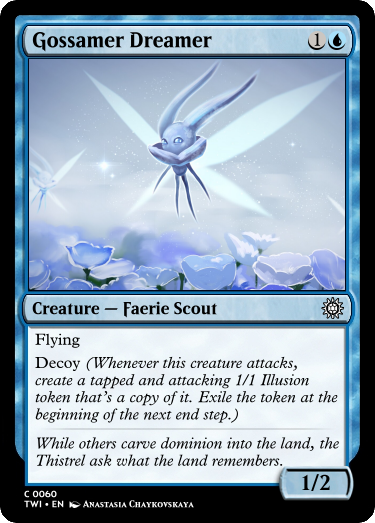 Gossamer Dreamer 1
Creature — Faerie Scout
Flying
Decoy (Whenever this creature attacks,
create a tapped and attacking 1/1 Illusion
token that's a copy of it. Exile the token at the
beginning of the next end step.)
While others carve dominion into the land, the
Thistrel ask what the land remembers.
1/2
C 0060
TWI • EN Anastasia Chaykovskaya